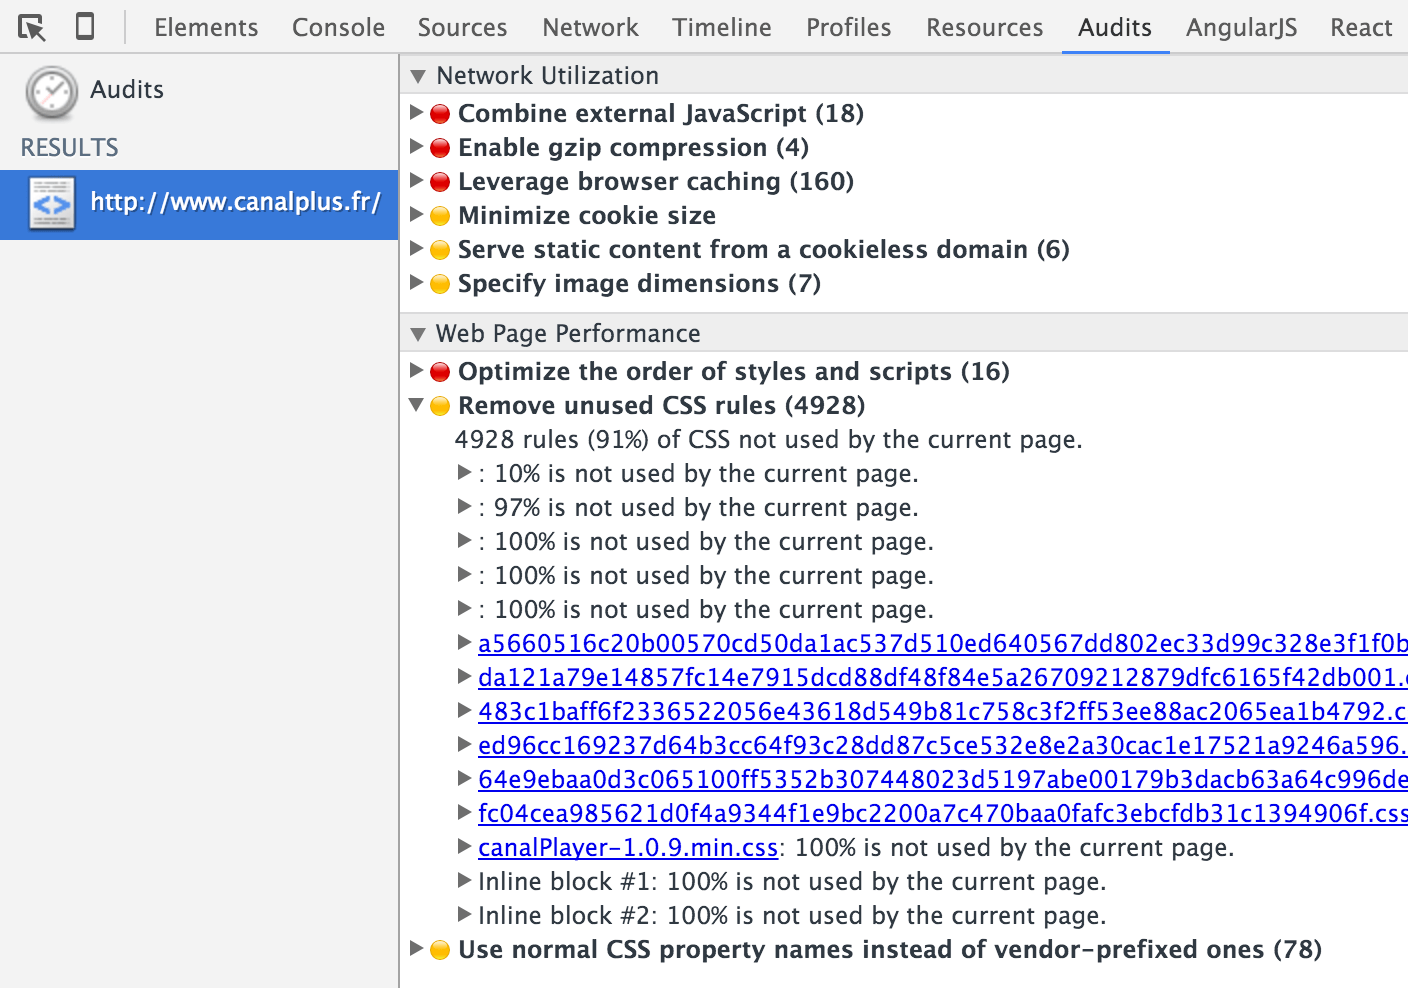 Elements Console Sources Network Timeline Profiles Resources Audits AngularJS React
Audits
RESULTS
http://www.canalplus.fr/
Network Utilization
Combine external JavaScript (18)
Enable gzip compression (4)
Leverage browser caching (160)
Minimize cookie size
Serve static content from a cookieless domain (6)
Specify image dimensions (7)
Web Page Performance
Optimize the order of styles and scripts (16)
Remove unused CSS rules (4928)
4928 rules (91%) of CSS not used by the current page.
: 10% is not used by the current page.
: 97% is not used by the current page.
: 100% is not used by the current page.
: 100% is not used by the current page.
: 100% is not used by the current page.
a5660516c20b00570cd50da1ac537d510ed640567dd802ec33d99c328e3f1f0b
da121a79e14857fc14e7915dcd88df48f84e5a26709212879dfc6165f42db001.c
483c1baff6f2336522056e43618d549b81c758c3f2ff53ee88ac2065ea1b4792.c
ed96cc169237d64b3cc64f93c28dd87c5ce532e8e2a30cac1e17521a9246a596.
64e9ebaa0d3c065100ff5352b307448023d5197abe00179b3dacb63a64c996de
fc04cea985621d0f4a9344f1e9bc2200a7c470baa0fafc3ebcfdb31c1394906f.css
canalPlayer-1.0.9.min.css: 100% is not used by the current page.
Inline block #1: 100% is not used by the current page.
Inline block #2: 100% is not used by the current page.
Use normal CSS property names instead of vendor-prefixed ones (78)